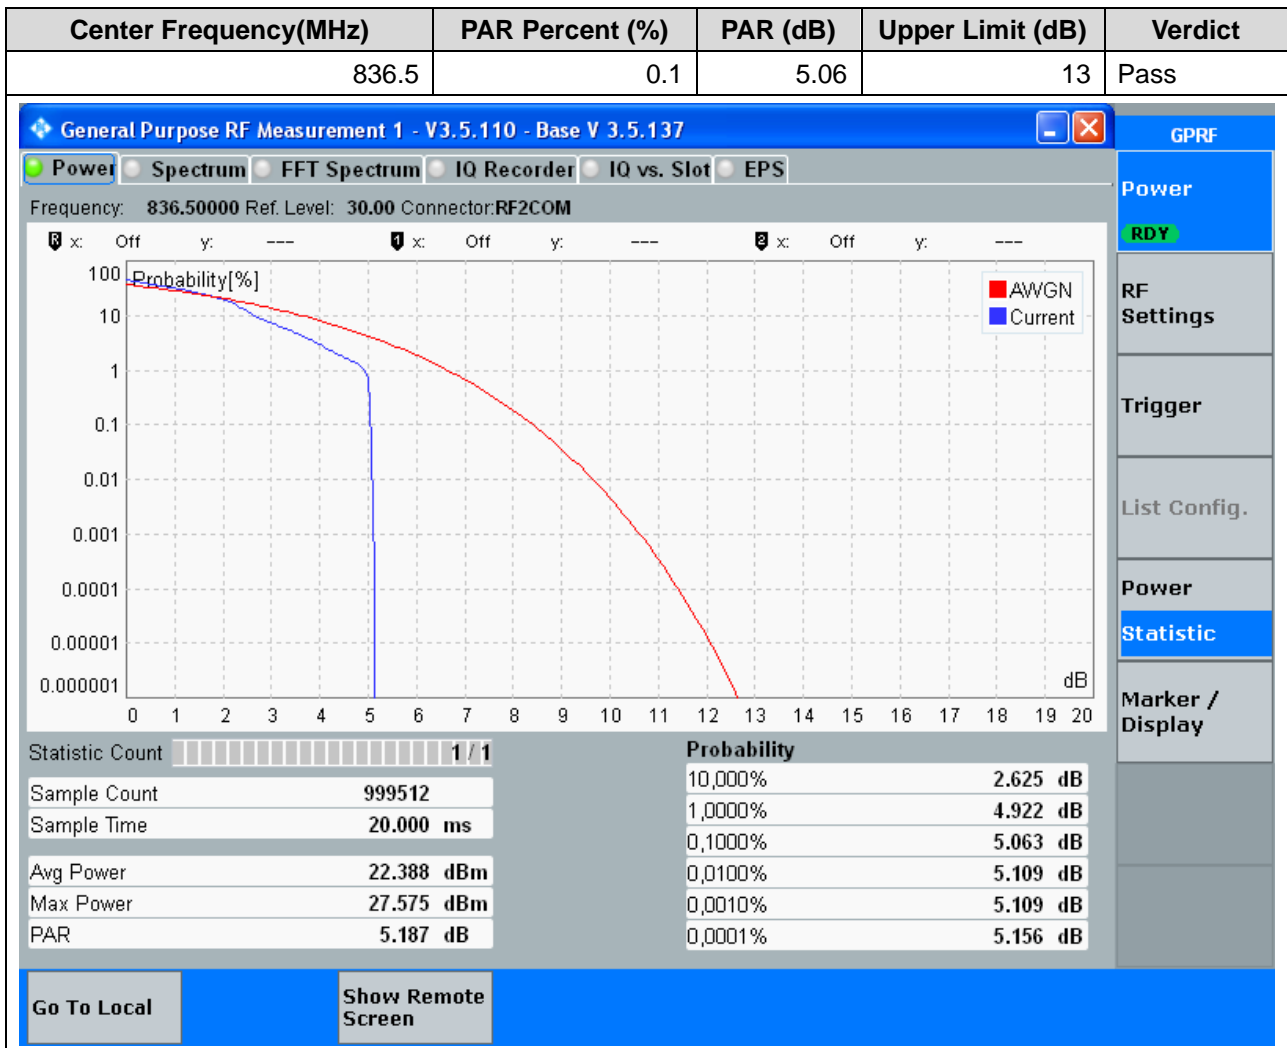 Center Frequency(MHz) PAR Percent (%) PAR (dB) Upper Limit (dB) Verdict
836.5 0.1 5.06 13 Pass
General Purpose RF Measurement 1 - V3.5.110 - Base V 3.5.137
GPRF
Power Spectrum FFT Spectrum IQ Recorder IQ vs. Slot EPS
Frequency: 836.50000 Ref. Level: 30.00 Connector:RF2COM
R x: Off y: --- 1 x: Off y: --- 2 x: Off y: ---
Probability[%]
AWGN
Current
100
10
1
0.1
0.01
0.001
0.0001
0.00001
0.000001
dB
0 1 2 3 4 5 6 7 8 9 10 11 12 13 14 15 16 17 18 19 20
Statistic Count 1 / 1
Sample Count 999512
Sample Time 20.000 ms
Avg Power 22.388 dBm
Max Power 27.575 dBm
PAR 5.187 dB
Probability
10,000% 2.625 dB
1,0000% 4.922 dB
0,1000% 5.063 dB
0,0100% 5.109 dB
0,0010% 5.109 dB
0,0001% 5.156 dB
Power
RDY
RF
Settings
Trigger
List Config.
Power
Statistic
Marker /
Display
Go To Local
Show Remote
Screen